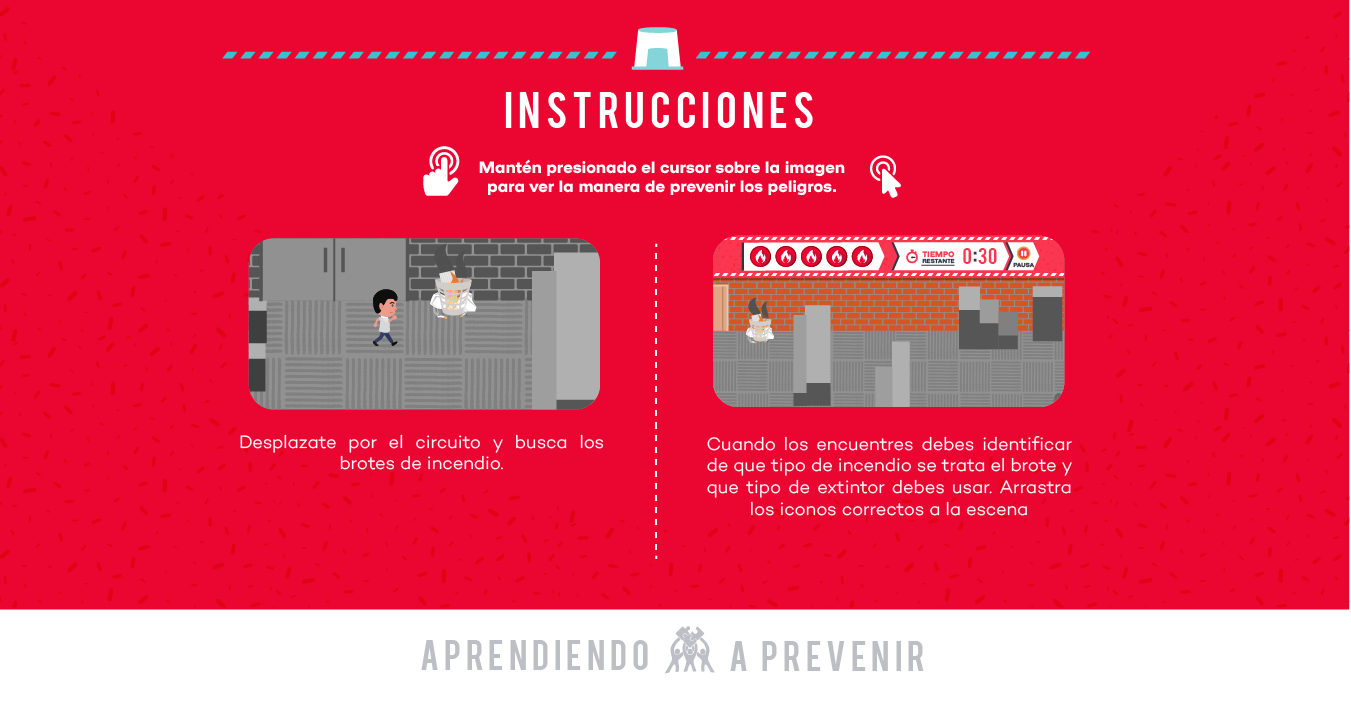 INSTRUCCIONES
Mantén presionado el cursor sobre la imagen
para ver la manera de prevenir los peligros.
TIEMPO
RESTANTE
0:30
PAUSA
Desplazate por el circuito y busca los
brotes de incendio.
Cuando los encuentres debes identificar
de que tipo de incendio se trata el brote y
que tipo de extintor debes usar. Arrastra
los iconos correctos a la escena
APRENDIENDO A PREVENIR